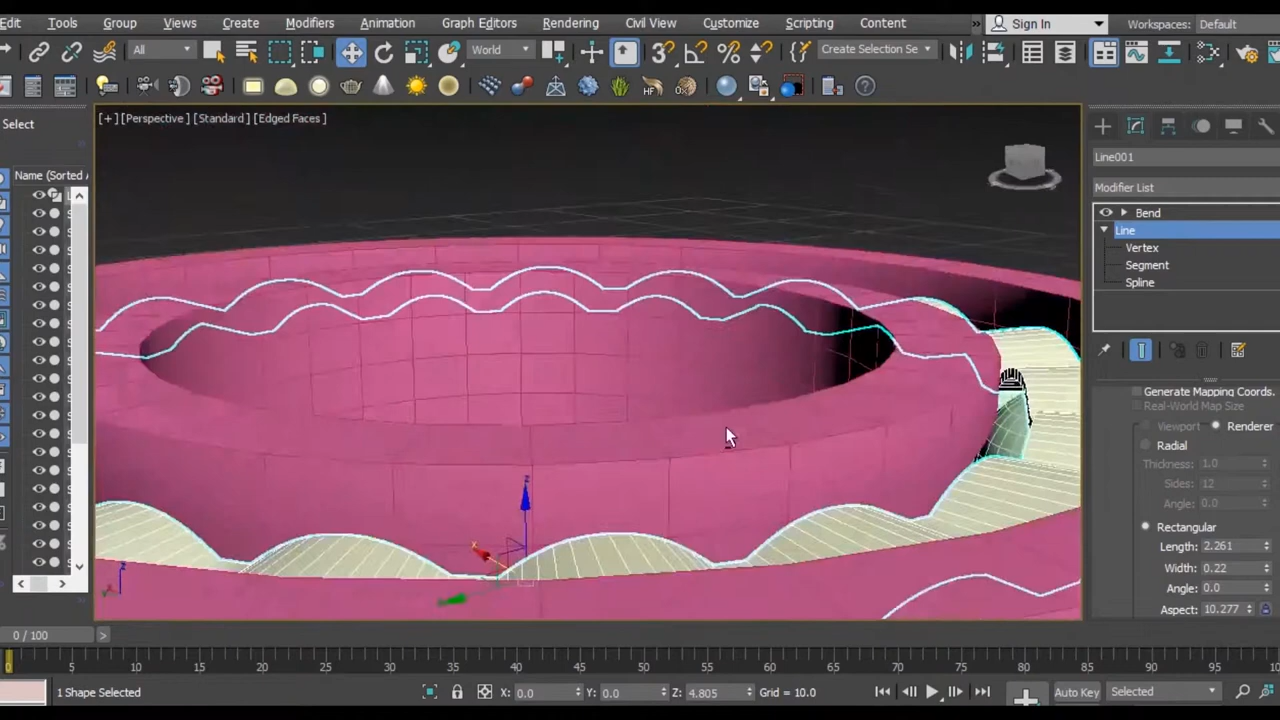 Edit Tools Group Views Create Modifiers Animation Graph Editors Rendering Civil View Customize Scripting Content » Sign In Workspaces: Default
All World Create Selection Se
HF
Select [+] [Perspective ] [Standard ] [Edged Faces ]
Line001
Name (Sorted A
Modifier List
Bend
Line
Vertex
Segment
Spline
Generate Mapping Coords.
Real-World Map Size
Viewport Renderer
Radial
Thickness: 1.0
Sides: 12
Angle: 0.0
Rectangular
Length: 2.261
Width: 0.22
Angle: 0.0
Aspect: 10.277
0 / 100 >
0 5 10 15 20 25 30 35 40 45 50 55 60 65 70 75 80 85 90 95
1 Shape Selected X: 0.0 Y: 0.0 Z: 4.805 Grid = 10.0 Auto Key Selected